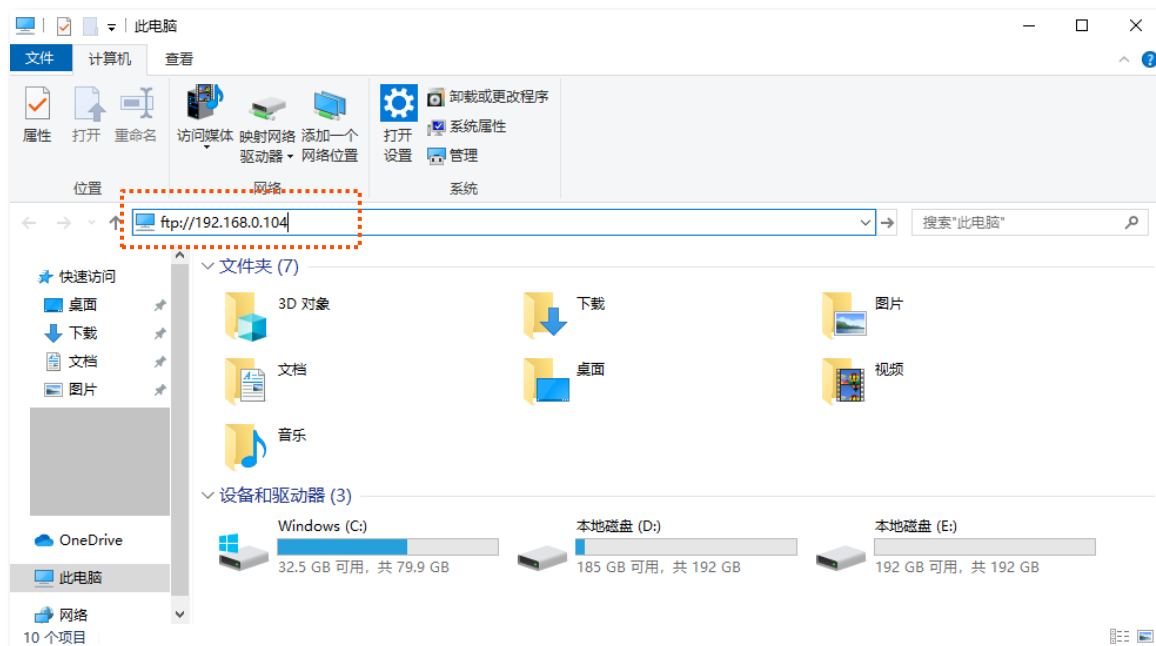 此电脑
文件 计算机 查看
属性 打开 重命名 访问媒体 映射网络驱动器 添加一个网络位置 打开设置 卸载或更改程序
系统属性
管理
位置 网络 系统
ftp://192.168.0.104 搜索"此电脑"
快速访问
桌面
下载
文档
图片
OneDrive
此电脑
网络
文件夹 (7)
3D 对象 下载 图片
文档 桌面 视频
音乐
设备和驱动器 (3)
Windows (C:) 本地磁盘 (D:) 本地磁盘 (E:)
32.5 GB 可用，共 79.9 GB 185 GB 可用，共 192 GB 192 GB 可用，共 192 GB
10 个项目